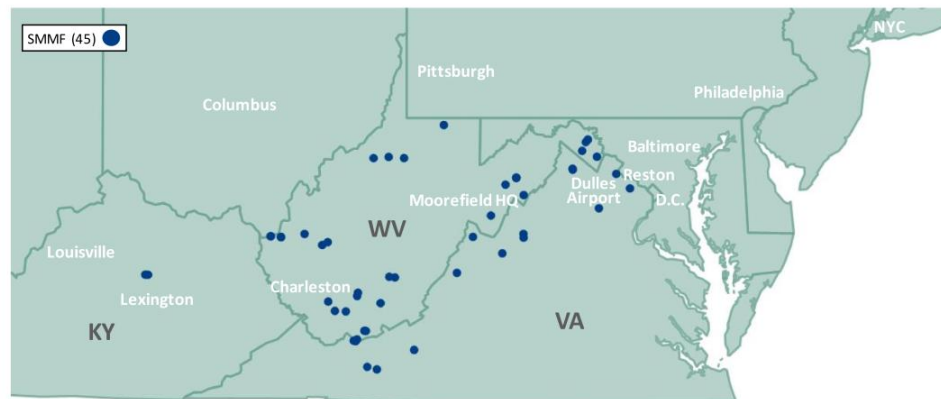 SMMF (45)
NYC
Pittsburgh
Philadelphia
Columbus
Baltimore
Reston
Dulles
Airport
D.C.
Moorefield HQ
WV
Louisville
Charleston
Lexington
KY
VA